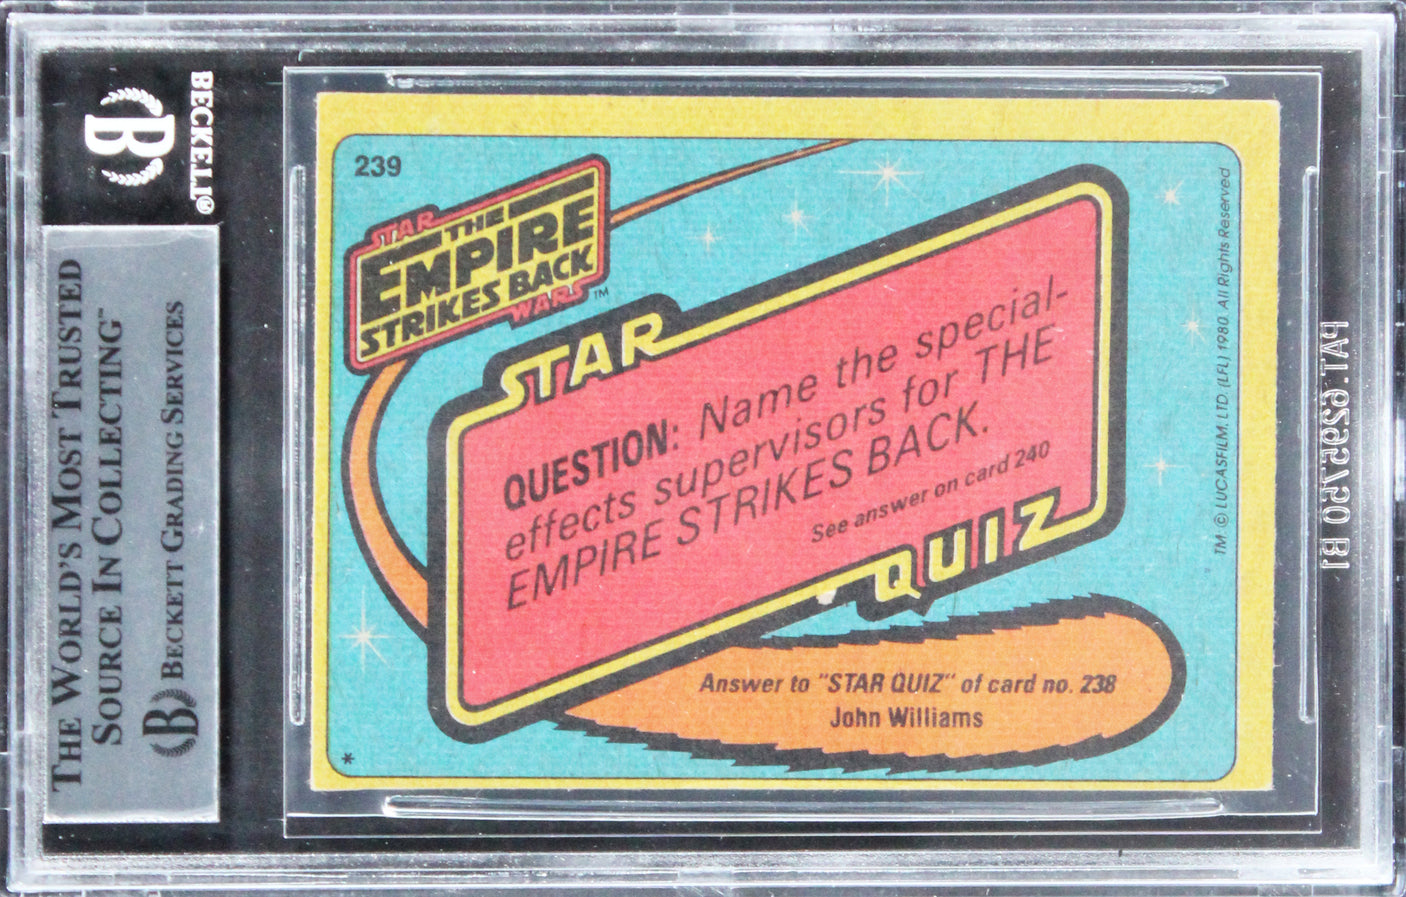 BECKETT®
B
THE WORLD'S MOST TRUSTED
SOURCE IN COLLECTING™
B BECKETT GRADING SERVICES
239
STAR
THE
EMPIRE
STRIKES BACK
WARS™
STAR
QUESTION: Name the special-
effects supervisors for THE
EMPIRE STRIKES BACK.
See answer on card 240
QUIZ
Answer to "STAR QUIZ" of card no. 238
John Williams
*
TM: © LUCASFILM, LTD. (LFL) 1980. All Rights Reserved